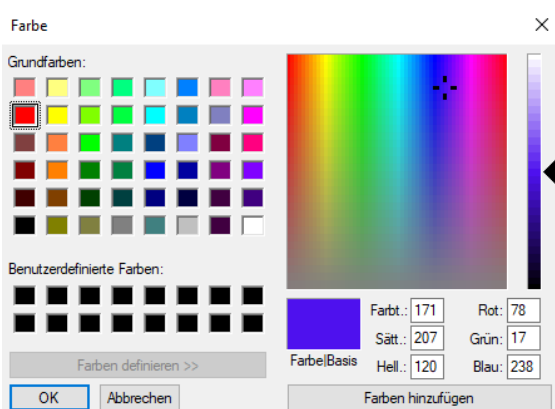 Farbe
Grundfarben:
Benutzerdefinierte Farben:
Farben definieren >>
OK
Abbrechen
Farbe|Basis
Farbt.: 171
Sätt.: 207
Hell.: 120
Rot: 78
Grün: 17
Blau: 238
Farben hinzufügen